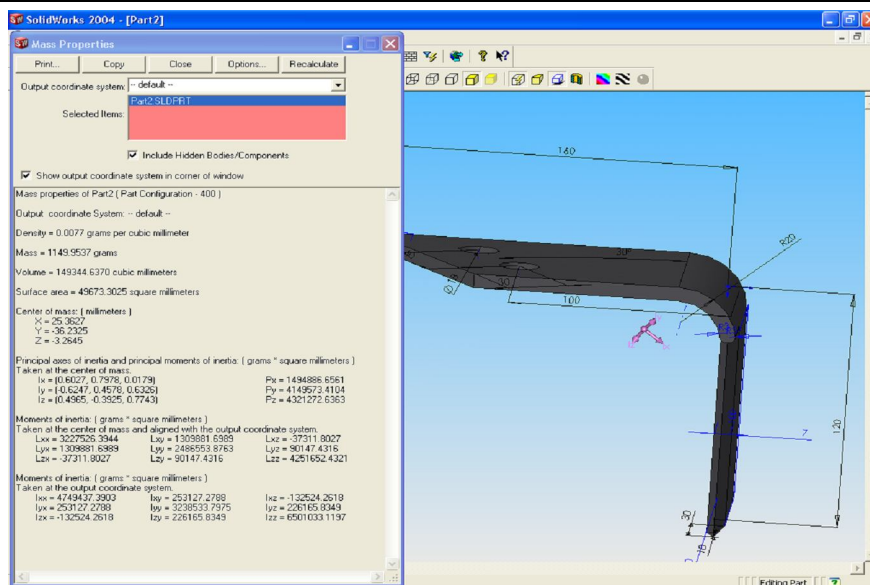 SolidWorks 2004 - [Part2]
Mass Properties
Print... Copy Close Options... Recalculate
Output coordinate system: -- default --
Part2.SLDPRT
Selected Items:
Include Hidden Bodies/Components
Show output coordinate system in corner of window
Mass properties of Part2 ( Part Configuration - 400 )
Output coordinate System: -- default --
Density = 0.0077 grams per cubic millimeter
Mass = 1149.9537 grams
Volume = 149344.6370 cubic millimeters
Surface area = 49673.3025 square millimeters
Center of mass: ( millimeters )
X = 25.3627
Y = -36.2325
Z = -3.2645
Principal axes of inertia and principal moments of inertia: ( grams * square millimeters )
Taken at the center of mass.
Ix = (0.6027, 0.7978, 0.0179) Px = 1494886.6561
Iy = (-0.6247, 0.4578, 0.6326) Py = 4149573.4104
Iz = (0.4965, -0.3925, 0.7743) Pz = 4321272.6363
Moments of inertia: ( grams * square millimeters )
Taken at the center of mass and aligned with the output coordinate system.
Lxx = 3227526.3944 Lxy = 1309881.6989 Lxz = -37311.8027
Lyx = 1309881.6989 Lyy = 2486553.8763 Lyz = 90147.4316
Lzx = -37311.8027 Lzy = 90147.4316 Lzz = 4251652.4321
Moments of inertia: ( grams * square millimeters )
Taken at the output coordinate system.
Ixx = 4749437.3903 Ixy = 253127.2788 Ixz = -132524.2618
Iyx = 253127.2788 Iyy = 3238533.7975 Iyz = 226165.8349
Izx = -132524.2618 Izy = 226165.8349 Izz = 6501033.1197
160
R20
30
100
120
30
10
Editing Part